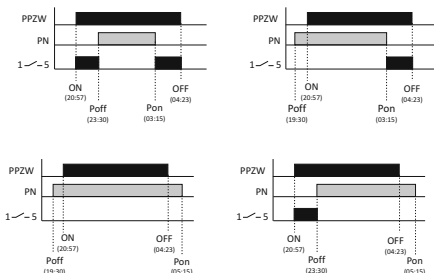 PPZW
PN
1 5
ON
(20:57)
OFF
(04:23)
Poff
(23:30)
Pon
(03:15)
PPZW
PN
1 5
ON
(20:57)
OFF
(04:23)
Poff
(19:30)
Pon
(03:15)
PPZW
PN
1 5
ON
(20:57)
OFF
(04:23)
Poff
(19:30)
Pon
(05:15)
PPZW
PN
1 5
ON
(20:57)
OFF
(04:23)
Poff
(23:30)
Pon
(05:15)